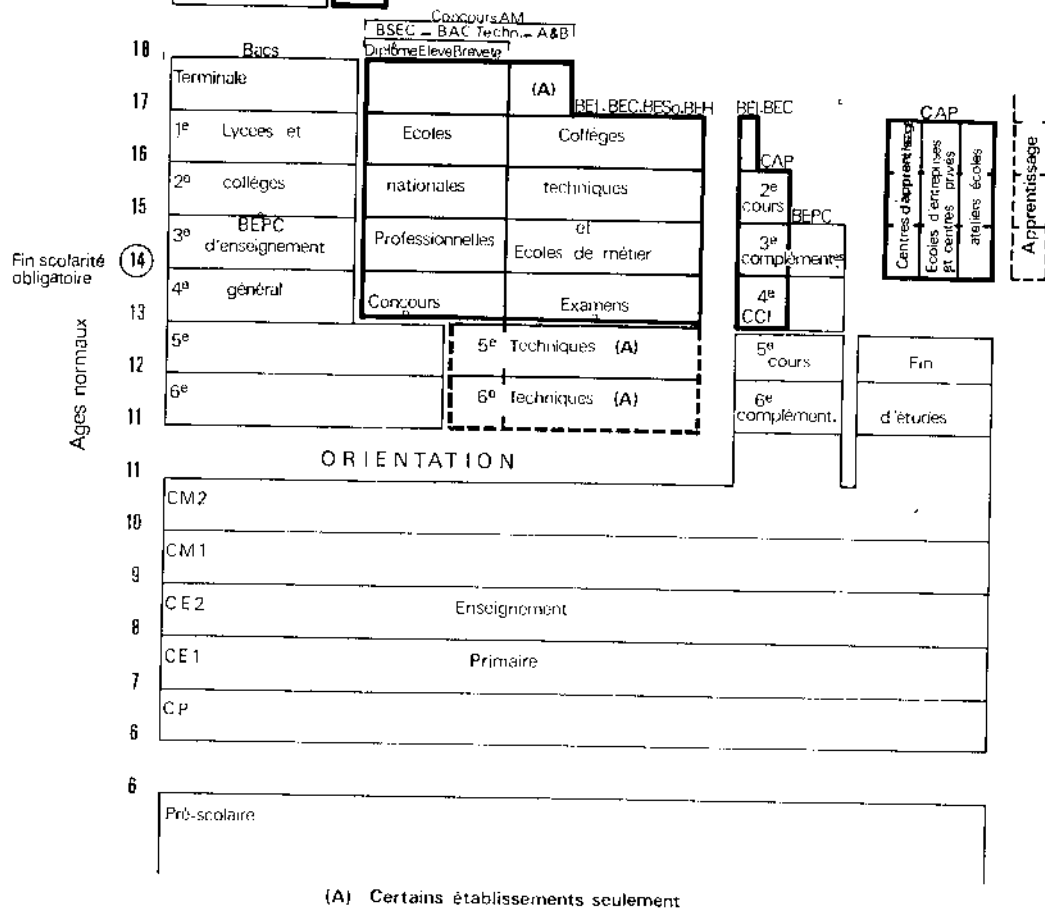 Concours AM
BSEC – BAC Techn. – A&B
18 Bacs Diplôme Elève Breveté
Terminale (A)
17 BEI. BEC. BESo. BEH BEI. BEC CAP
1e Lycées et Ecoles Collèges
16 CAP
2e collèges nationales techniques 2e cours
15 BEPC
3e BEPC d'enseignement Professionnelles et Ecoles de métier 3e complément.
Fin scolarité obligatoire 14
4e général Concours Examens 4e CCI
13
Centres d'apprentissage
Ecoles d'entreprises et centres privés
ateliers écoles
Apprentissage
5e 5e Techniques (A) 5e cours Fin
12
6e 6e Techniques (A) 6e complément. d'études
11
Ages normaux
ORIENTATION
11
CM2
10
CM1
9
CE2 Enseignement
8
CE1 Primaire
7
CP
6
6
Pré-scolaire
(A) Certains établissements seulement